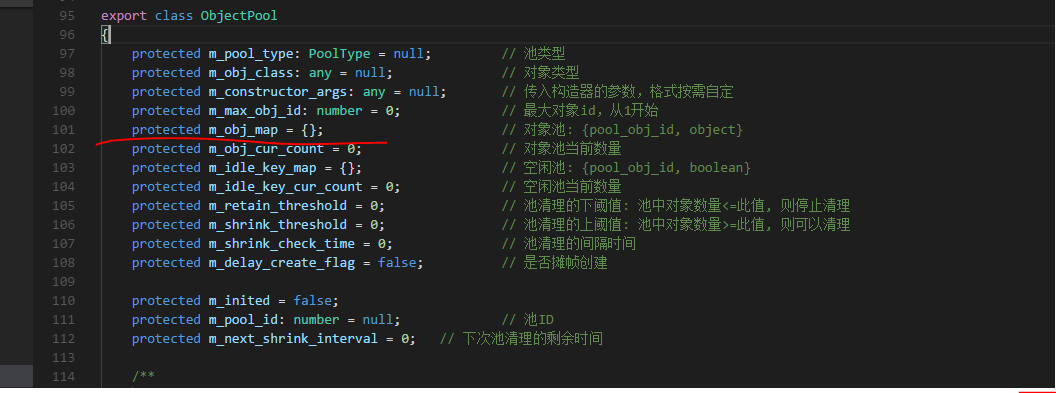 95 export class ObjectPool
96 {
97 protected m_pool_type: PoolType = null; // 池类型
98 protected m_obj_class: any = null; // 对象类型
99 protected m_constructor_args: any = null; // 传入构造器的参数，格式按需自定
100 protected m_max_obj_id: number = 0; // 最大对象id，从1开始
101 protected m_obj_map = {}; // 对象池: {pool_obj_id, object}
102 protected m_obj_cur_count = 0; // 对象池当前数量
103 protected m_idle_key_map = {}; // 空闲池: {pool_obj_id, boolean}
104 protected m_idle_key_cur_count = 0; // 空闲池当前数量
105 protected m_retain_threshold = 0; // 池清理的下阈值: 池中对象数量<=此值, 则停止清理
106 protected m_shrink_threshold = 0; // 池清理的上阈值: 池中对象数量>=此值, 则可以清理
107 protected m_shrink_check_time = 0; // 池清理的间隔时间
108 protected m_delay_create_flag = false; // 是否摊帧创建
109
110 protected m_inited = false;
111 protected m_pool_id: number = null; // 池ID
112 protected m_next_shrink_interval = 0; // 下次池清理的剩余时间
113
114 /**